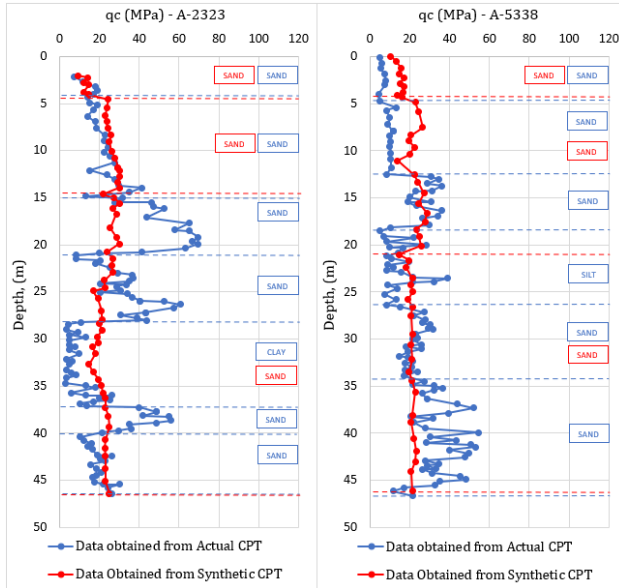 qc (MPa) - A-2323
0 20 40 60 80 100 120
0
5
10
15
20
25
30
35
40
45
50
Depth, (m)
SAND SAND
SAND SAND
SAND
SAND
CLAY
SAND
SAND
SAND
Data obtained from Actual CPT
Data Obtained from Synthetic CPT
qc (MPa) - A-5338
0 20 40 60 80 100 120
0
5
10
15
20
25
30
35
40
45
50
Depth, (m)
SAND SAND
SAND
SAND
SAND
SILT
SAND
SAND
SAND
Data obtained from Actual CPT
Data Obtained from Synthetic CPT